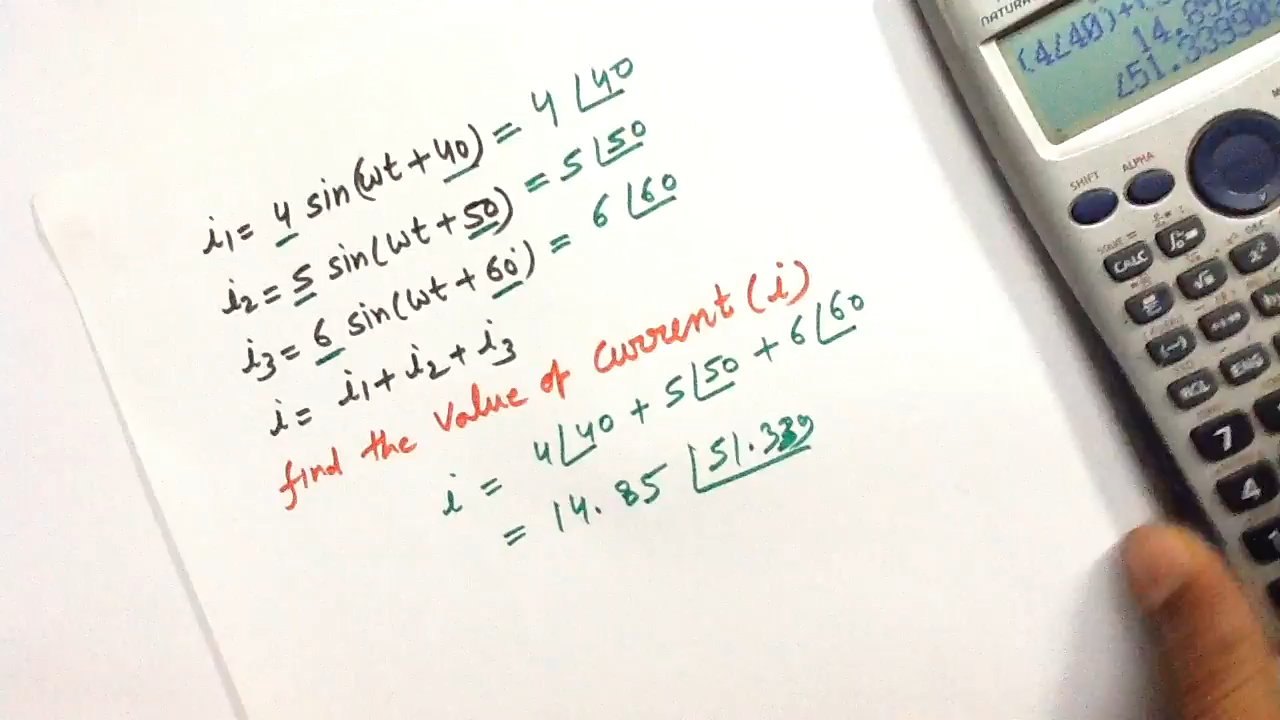 i₁ = 4 sin(ωt + 40) = 4∠40
i₂ = 5 sin(ωt + 50) = 5∠50
i₃ = 6 sin(ωt + 60) = 6∠60
i = i₁ + i₂ + i₃
find the value of current (i)
i = 4∠40 + 5∠50 + 6∠60
= 14.85∠51.339
(4∠40)+
14.892
∠51.33990
SHIFT
ALPHA
CALC
RCL
ENG
7
4